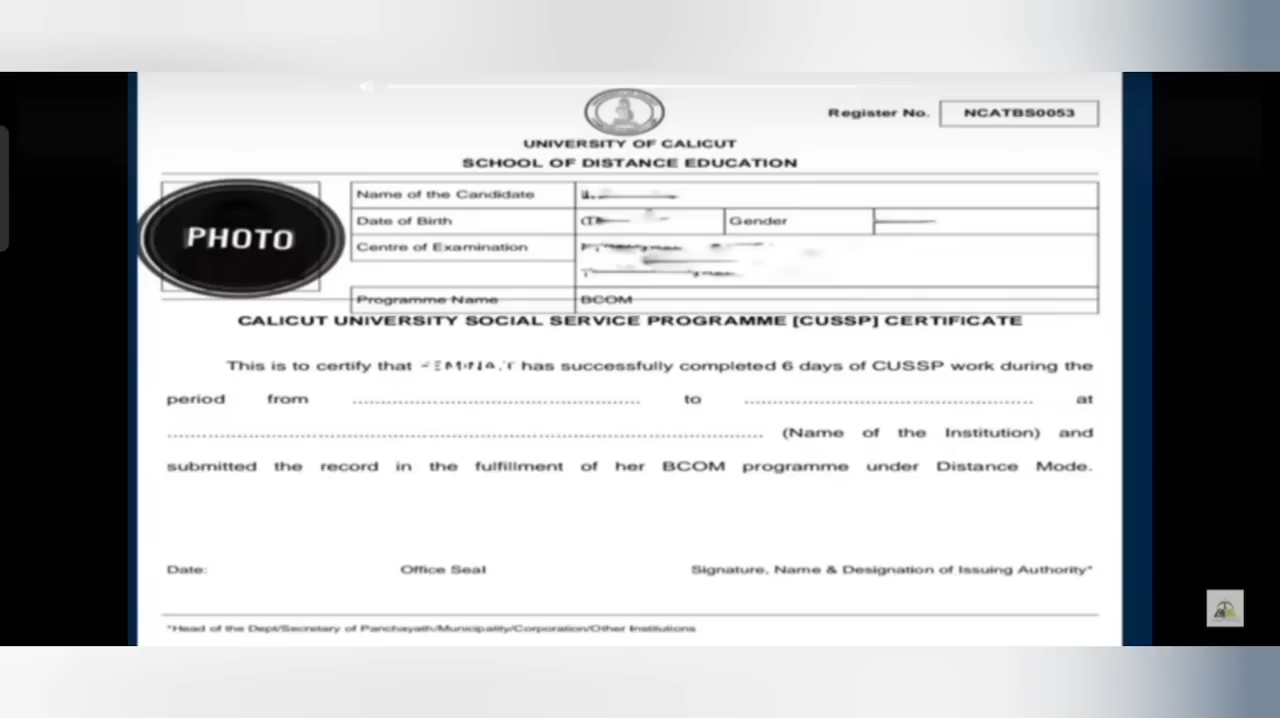 Register No. NCATBS0053
UNIVERSITY OF CALICUT
SCHOOL OF DISTANCE EDUCATION
PHOTO
Name of the Candidate
Date of Birth Gender
Centre of Examination
Programme Name BCOM
CALICUT UNIVERSITY SOCIAL SERVICE PROGRAMME [CUSSP] CERTIFICATE
This is to certify that has successfully completed 6 days of CUSSP work during the
period from ............................................. to ............................................. at
.............................................................................................. (Name of the Institution) and
submitted the record in the fulfillment of her BCOM programme under Distance Mode.
Date: Office Seal Signature, Name & Designation of Issuing Authority*
*Head of the Dept/Secretary of Panchayath/Municipality/Corporation/Other Institutions